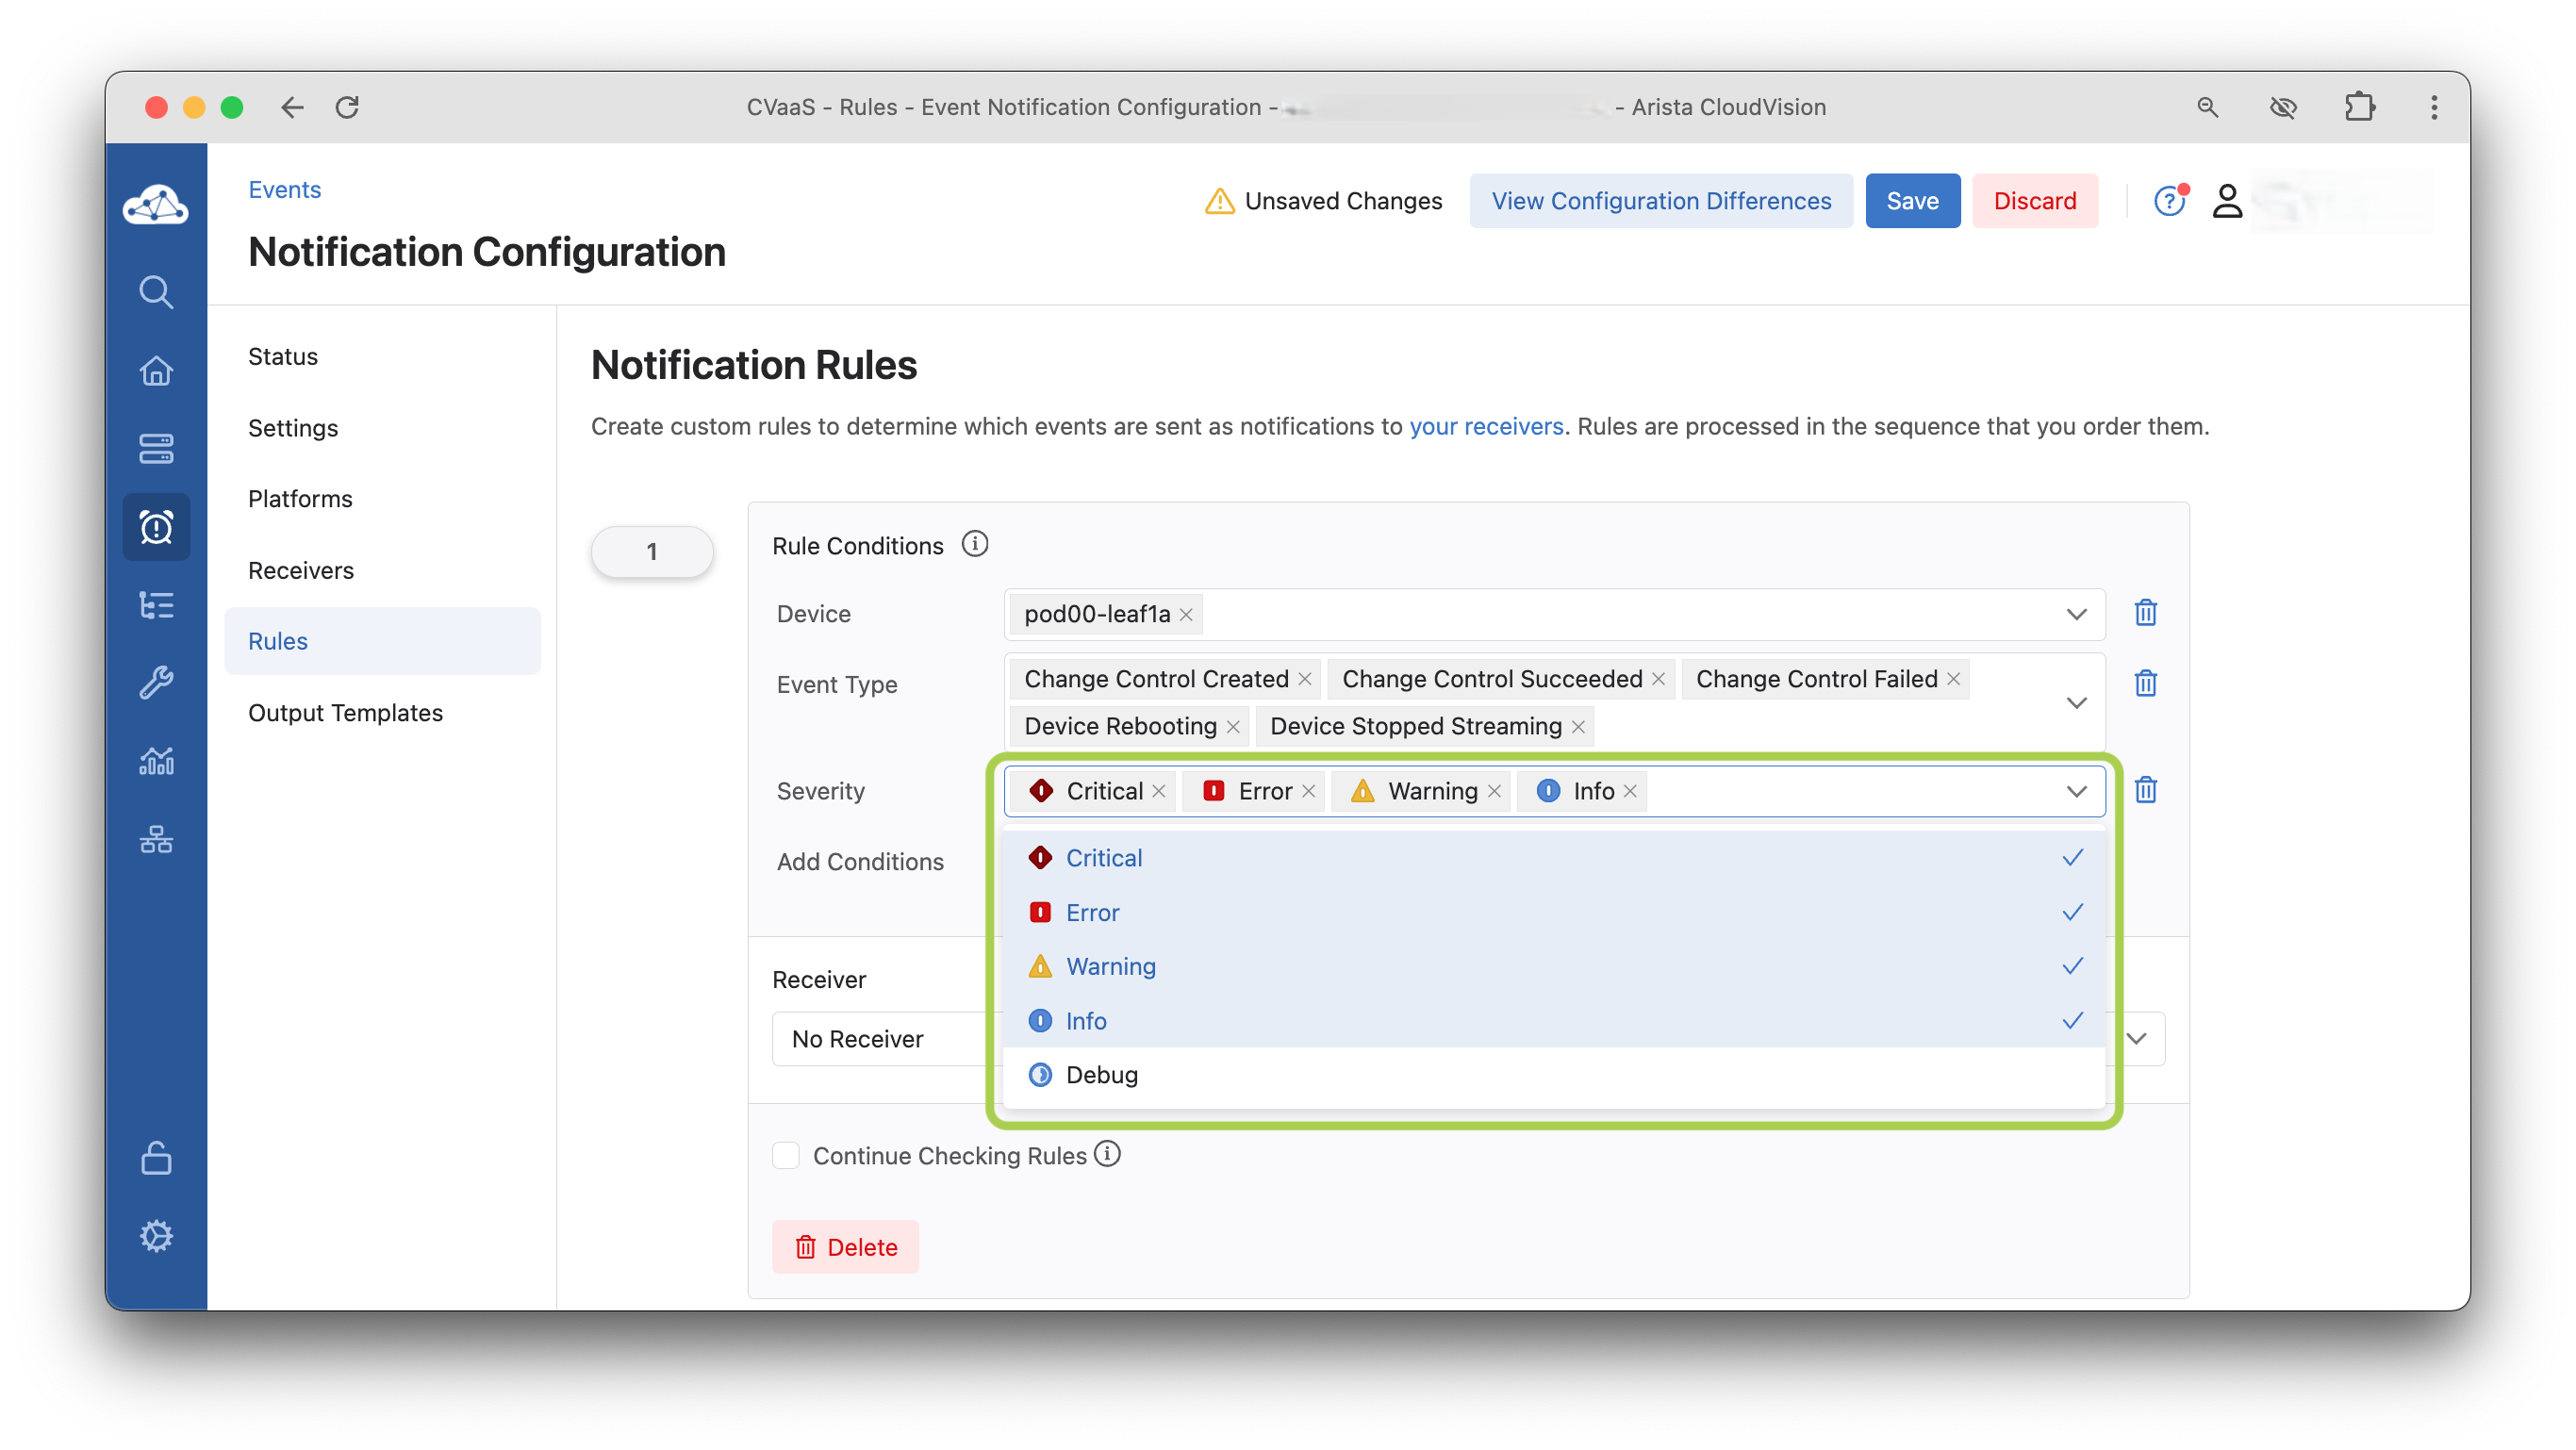 CVaaS - Rules - Event Notification Configuration - - Arista CloudVision
Events
Notification Configuration
Unsaved Changes
View Configuration Differences
Save
Discard
Status
Settings
Platforms
Receivers
Rules
Output Templates
Notification Rules
Create custom rules to determine which events are sent as notifications to your receivers. Rules are processed in the sequence that you order them.
1
Rule Conditions
Device
pod00-leaf1a
Event Type
Change Control Created Change Control Succeeded Change Control Failed
Device Rebooting Device Stopped Streaming
Severity
Critical Error Warning Info
Add Conditions
Critical
Error
Warning
Info
Debug
Receiver
No Receiver
Continue Checking Rules
Delete